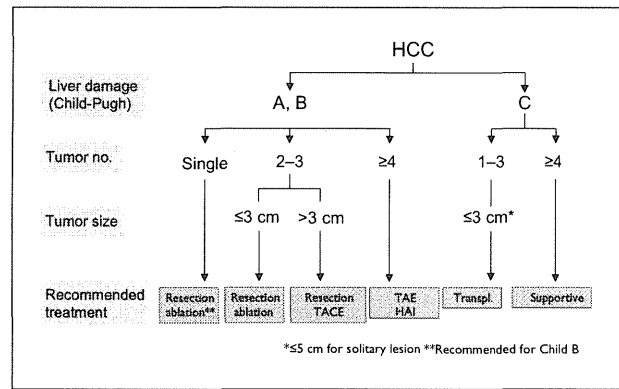 HCC
Liver damage
(Child-Pugh)
A, B
C
Tumor no.
Single
2–3
≥4
1–3
≥4
Tumor size
≤3 cm
>3 cm
≤3 cm*
Recommended
treatment
Resection
ablation**
Resection
ablation
Resection
TACE
TAE
HAI
Transpl.
Supportive
*≤5 cm for solitary lesion **Recommended for Child B